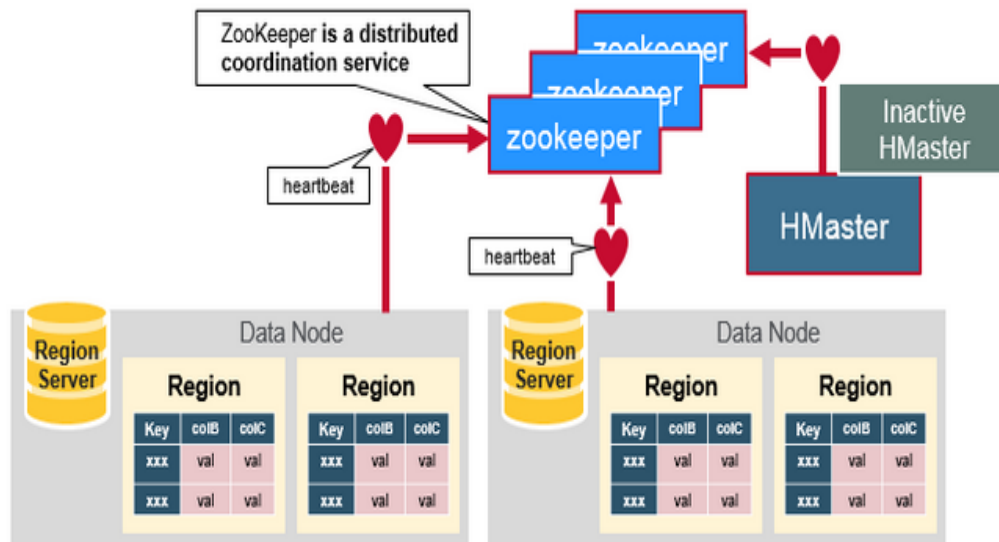 ZooKeeper is a distributed
coordination service
zookeeper
zookeeper
zookeeper
Inactive
HMaster
HMaster
heartbeat
heartbeat
Region
Server
Data Node
Region
Key colB colC
xxx val val
xxx val val
Region
Key colB colC
xxx val val
xxx val val
Region
Server
Data Node
Region
Key colB colC
xxx val val
xxx val val
Region
Key colB colC
xxx val val
xxx val val